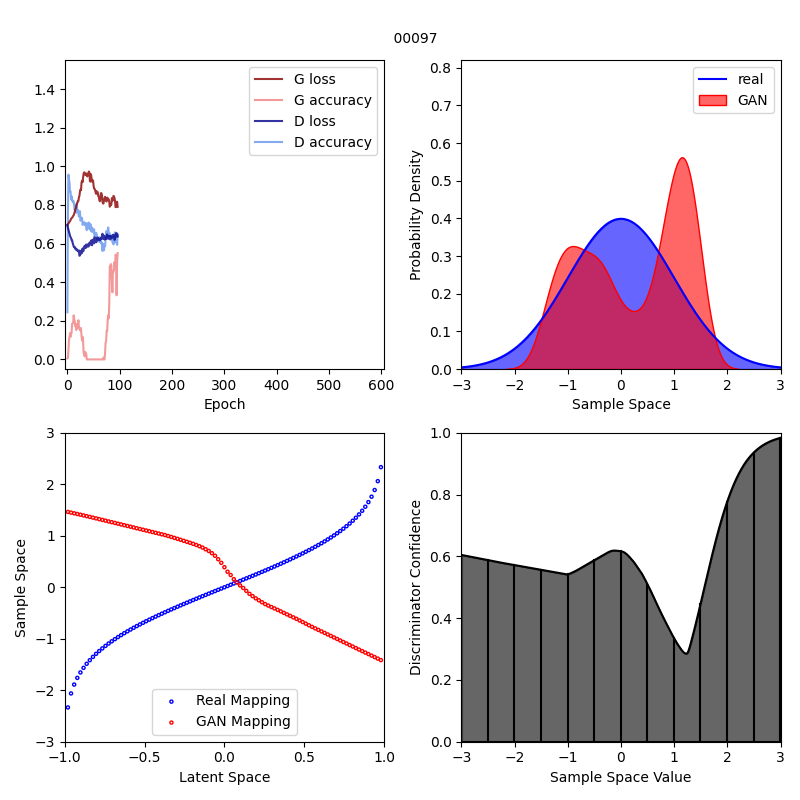 00097
1.4
1.2
1.0
0.8
0.6
0.4
0.2
0.0
0 100 200 300 400 500 600
Epoch
G loss
G accuracy
D loss
D accuracy
0.8
0.7
0.6
0.5
0.4
0.3
0.2
0.1
0.0
Probability Density
−3 −2 −1 0 1 2 3
Sample Space
real
GAN
3
2
1
0
−1
−2
−3
Sample Space
−1.0 −0.5 0.0 0.5 1.0
Latent Space
Real Mapping
GAN Mapping
1.0
0.8
0.6
0.4
0.2
0.0
Discriminator Confidence
−3 −2 −1 0 1 2 3
Sample Space Value